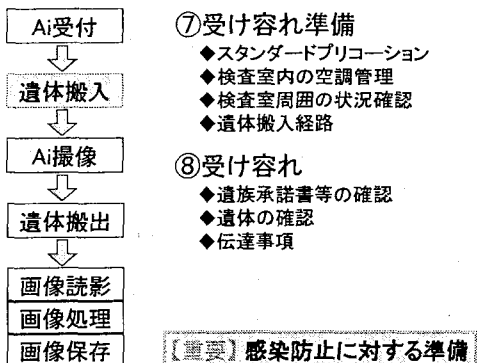 Ai受付
遺体搬入
Ai撮像
遺体搬出
画像読影
画像処理
画像保存
⑦受け容れ準備
◆スタンダードプリコーション
◆検査室内の空調管理
◆検査室周囲の状況確認
◆遺体搬入経路
⑧受け容れ
◆遺族承諾書等の確認
◆遺体の確認
◆伝達事項
【重要】感染防止に対する準備